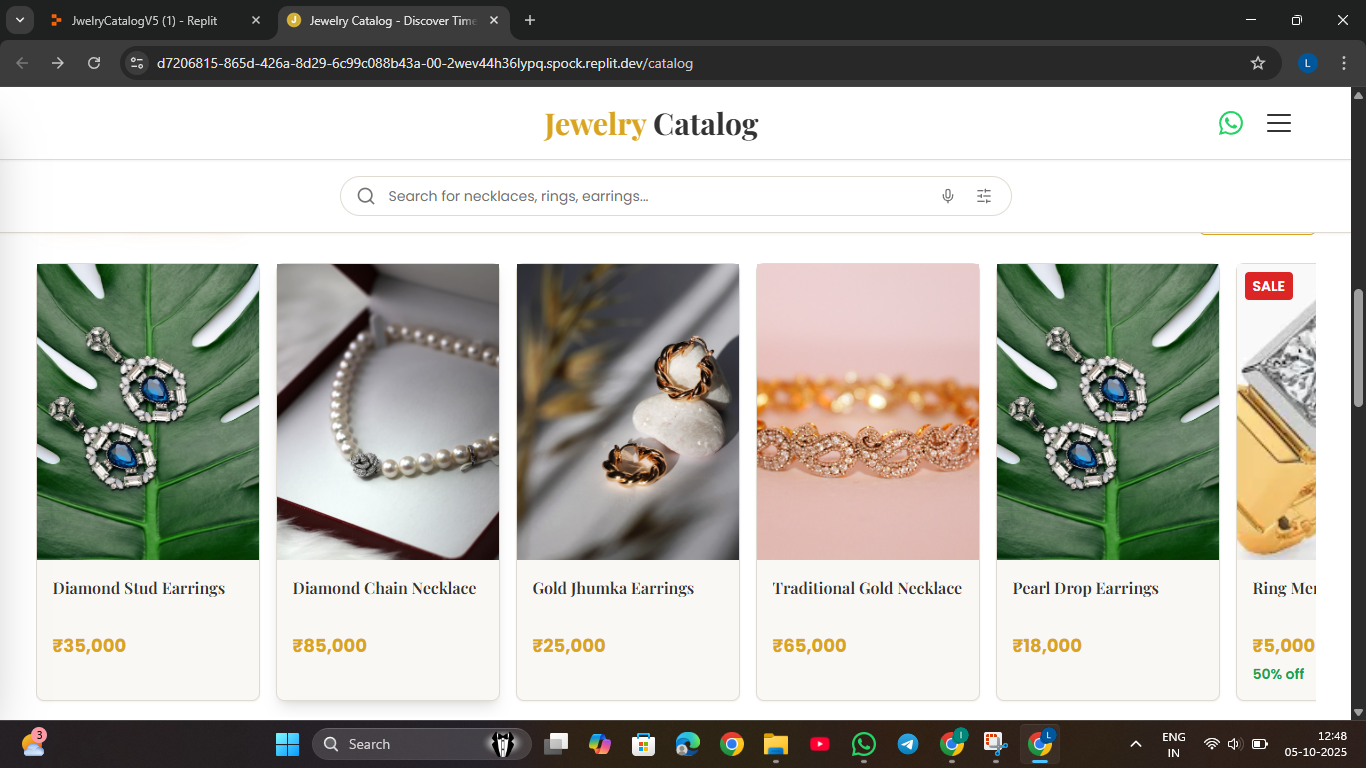 JwelryCatalogV5 (1) - Replit
Jewelry Catalog - Discover Time
d7206815-865d-426a-8d29-6c99c088b43a-00-2wev44h36lypq.spock.replit.dev/catalog
L
Jewelry Catalog
Search for necklaces, rings, earrings...
SALE
Diamond Stud Earrings
Diamond Chain Necklace
Gold Jhumka Earrings
Traditional Gold Necklace
Pearl Drop Earrings
Ring Mer
₹35,000
₹85,000
₹25,000
₹65,000
₹18,000
₹5,000
50% off
3
Search
I
L
ENG
IN
12:48
05-10-2025